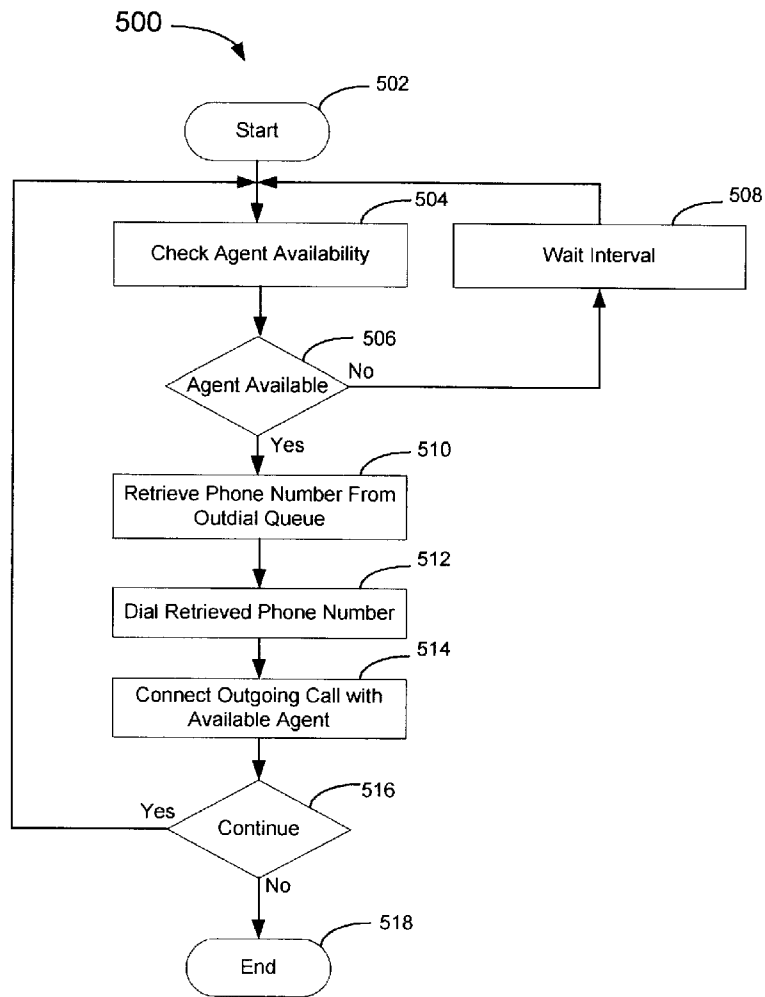 500
502
Start
504
Check Agent Availability
508
Wait Interval
506
Agent Available
No
Yes
510
Retrieve Phone Number From
Outdial Queue
512
Dial Retrieved Phone Number
514
Connect Outgoing Call with
Available Agent
516
Yes
Continue
No
518
End